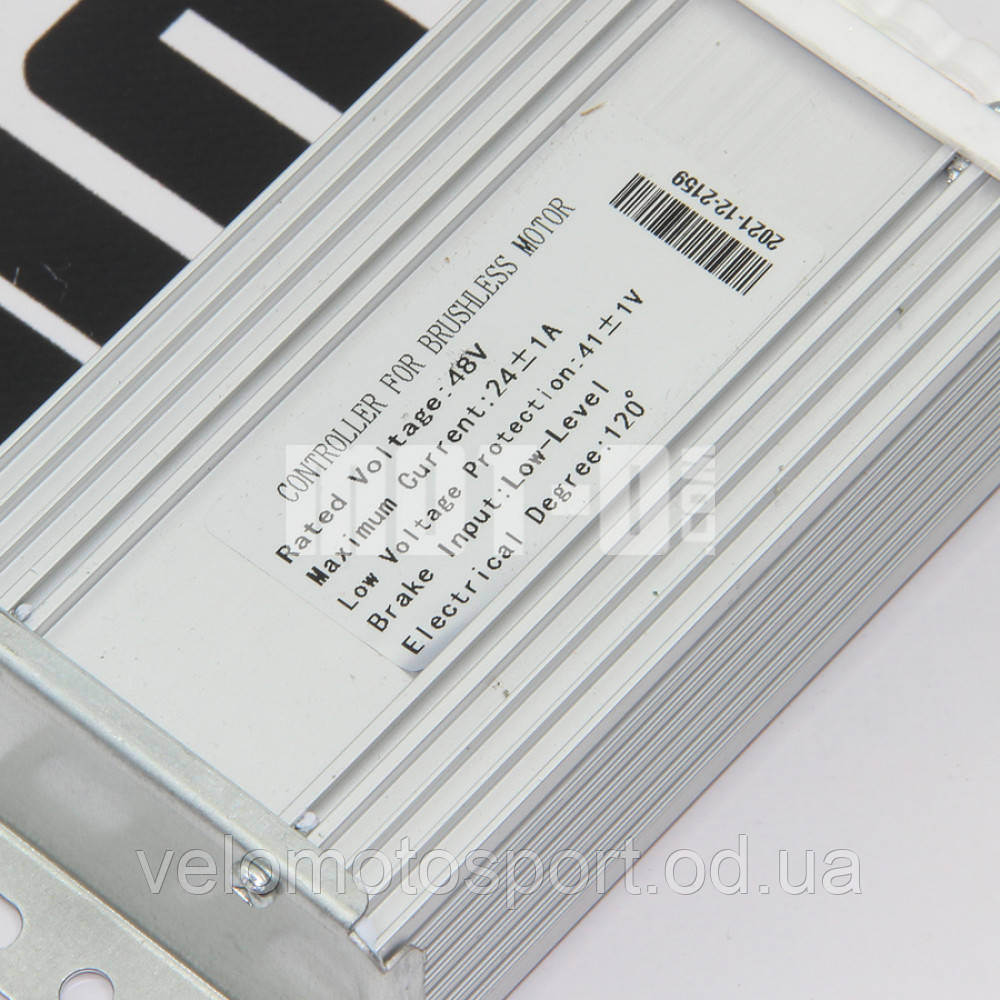 2021-12-2159
CONTROLLER FOR BRUSHLESS MOTOR
Rated Voltage:48V
Maximum Current:24±1A
Low Voltage Protection:41±1V
Brake Input:Low-Level
Electrical Degree:120°
velomotosport.od.ua